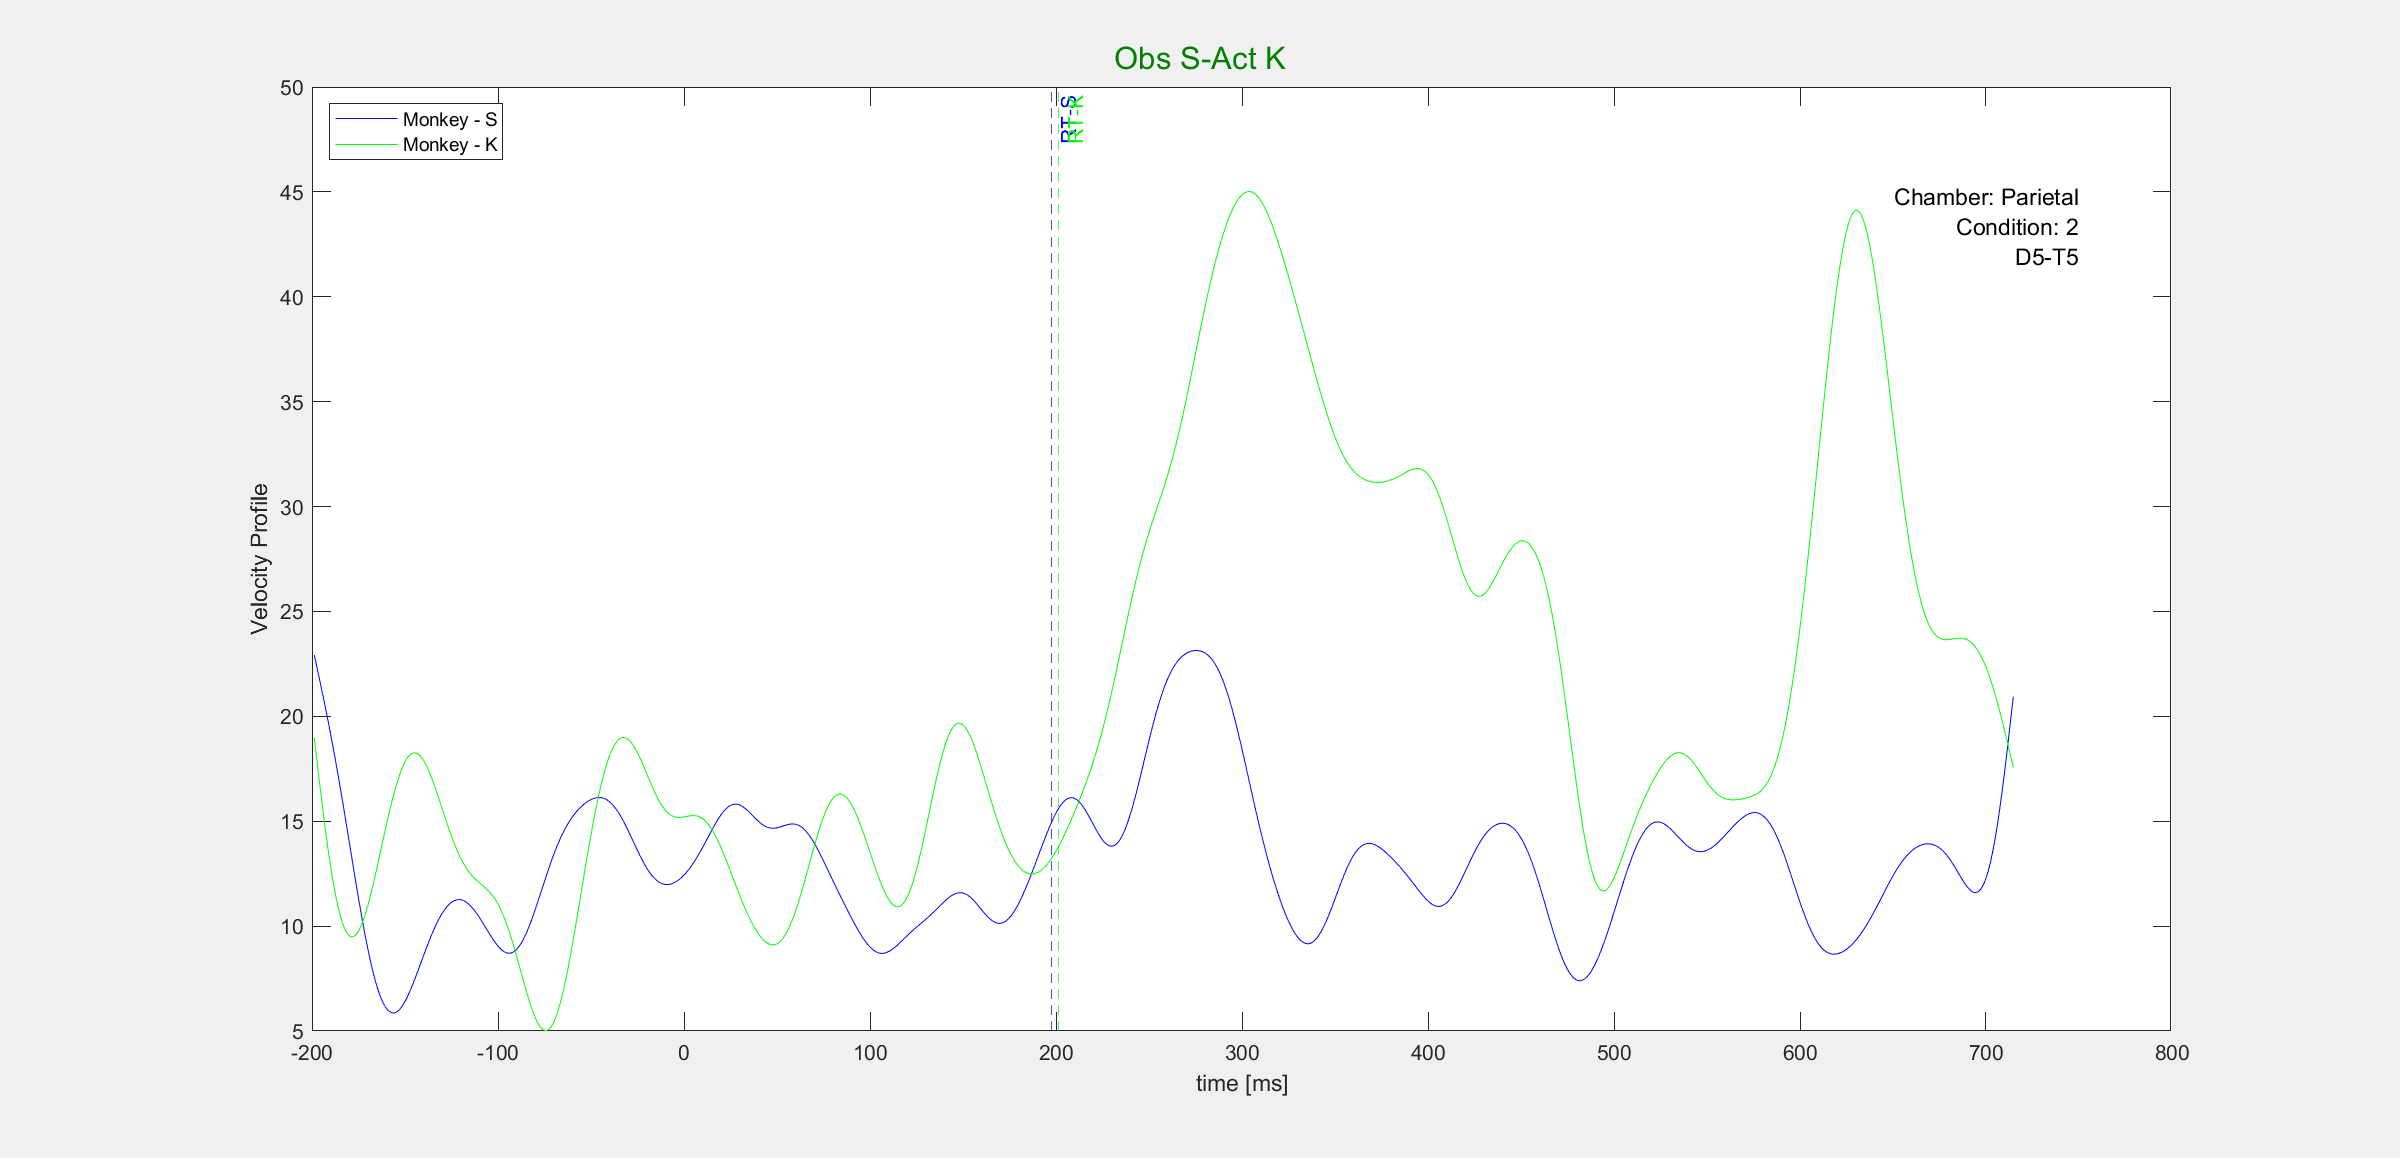 Obs S-Act K
Monkey - S
Monkey - K
RT-S
RT-K
Chamber: Parietal
Condition: 2
D5-T5
Velocity Profile
50
45
40
35
30
25
20
15
10
5
-200 -100 0 100 200 300 400 500 600 700 800
time [ms]